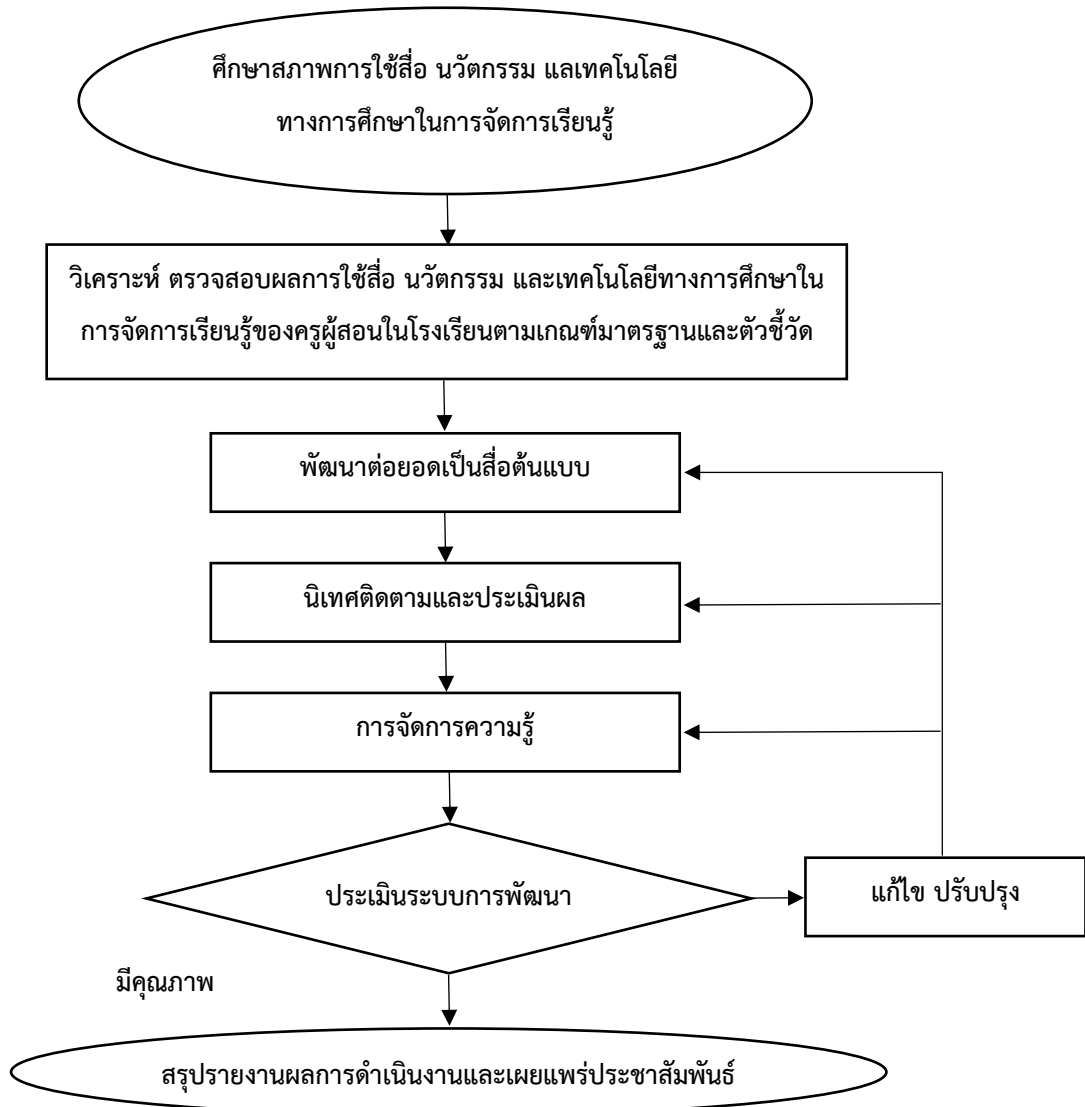 ศึกษาสภาพการใช้สื่อ นวัตกรรม แลเทคโนโลยี
ทางการศึกษาในการจัดการเรียนรู้
วิเคราะห์ ตรวจสอบผลการใช้สื่อ นวัตกรรม และเทคโนโลยีทางการศึกษาใน
การจัดการเรียนรู้ของครูผู้สอนในโรงเรียนตามเกณฑ์มาตรฐานและตัวชี้วัด
พัฒนาต่อยอดเป็นสื่อต้นแบบ
นิเทศติดตามและประเมินผล
การจัดการความรู้
ประเมินระบบการพัฒนา
แก้ไข ปรับปรุง
มีคุณภาพ
สรุปรายงานผลการดำเนินงานและเผยแพร่ประชาสัมพันธ์